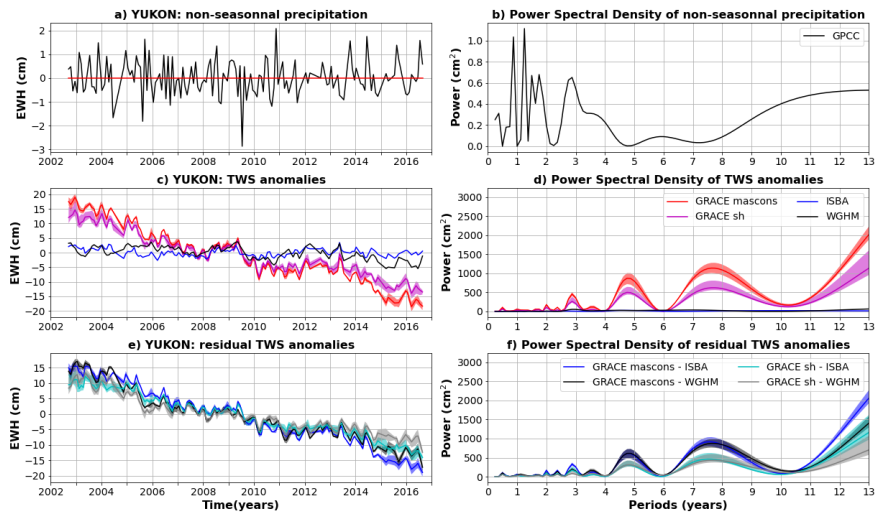 a) YUKON: non-seasonnal precipitation
EWH (cm)
2
1
0
−1
−2
−3
2002 2004 2006 2008 2010 2012 2014 2016
b) Power Spectral Density of non-seasonnal precipitation
GPCC
Power (cm²)
1.0
0.8
0.6
0.4
0.2
0.0
0 1 2 3 4 5 6 7 8 9 10 11 12 13
c) YUKON: TWS anomalies
EWH (cm)
20
15
10
5
0
−5
−10
−15
−20
2002 2004 2006 2008 2010 2012 2014 2016
d) Power Spectral Density of TWS anomalies
GRACE mascons
GRACE sh
ISBA
WGHM
Power (cm²)
3000
2500
2000
1500
1000
500
0
0 1 2 3 4 5 6 7 8 9 10 11 12 13
e) YUKON: residual TWS anomalies
EWH (cm)
15
10
5
0
−5
−10
−15
−20
2002 2004 2006 2008 2010 2012 2014 2016
Time(years)
f) Power Spectral Density of residual TWS anomalies
GRACE mascons - ISBA
GRACE mascons - WGHM
GRACE sh - ISBA
GRACE sh - WGHM
Power (cm²)
3000
2500
2000
1500
1000
500
0
0 1 2 3 4 5 6 7 8 9 10 11 12 13
Periods (years)